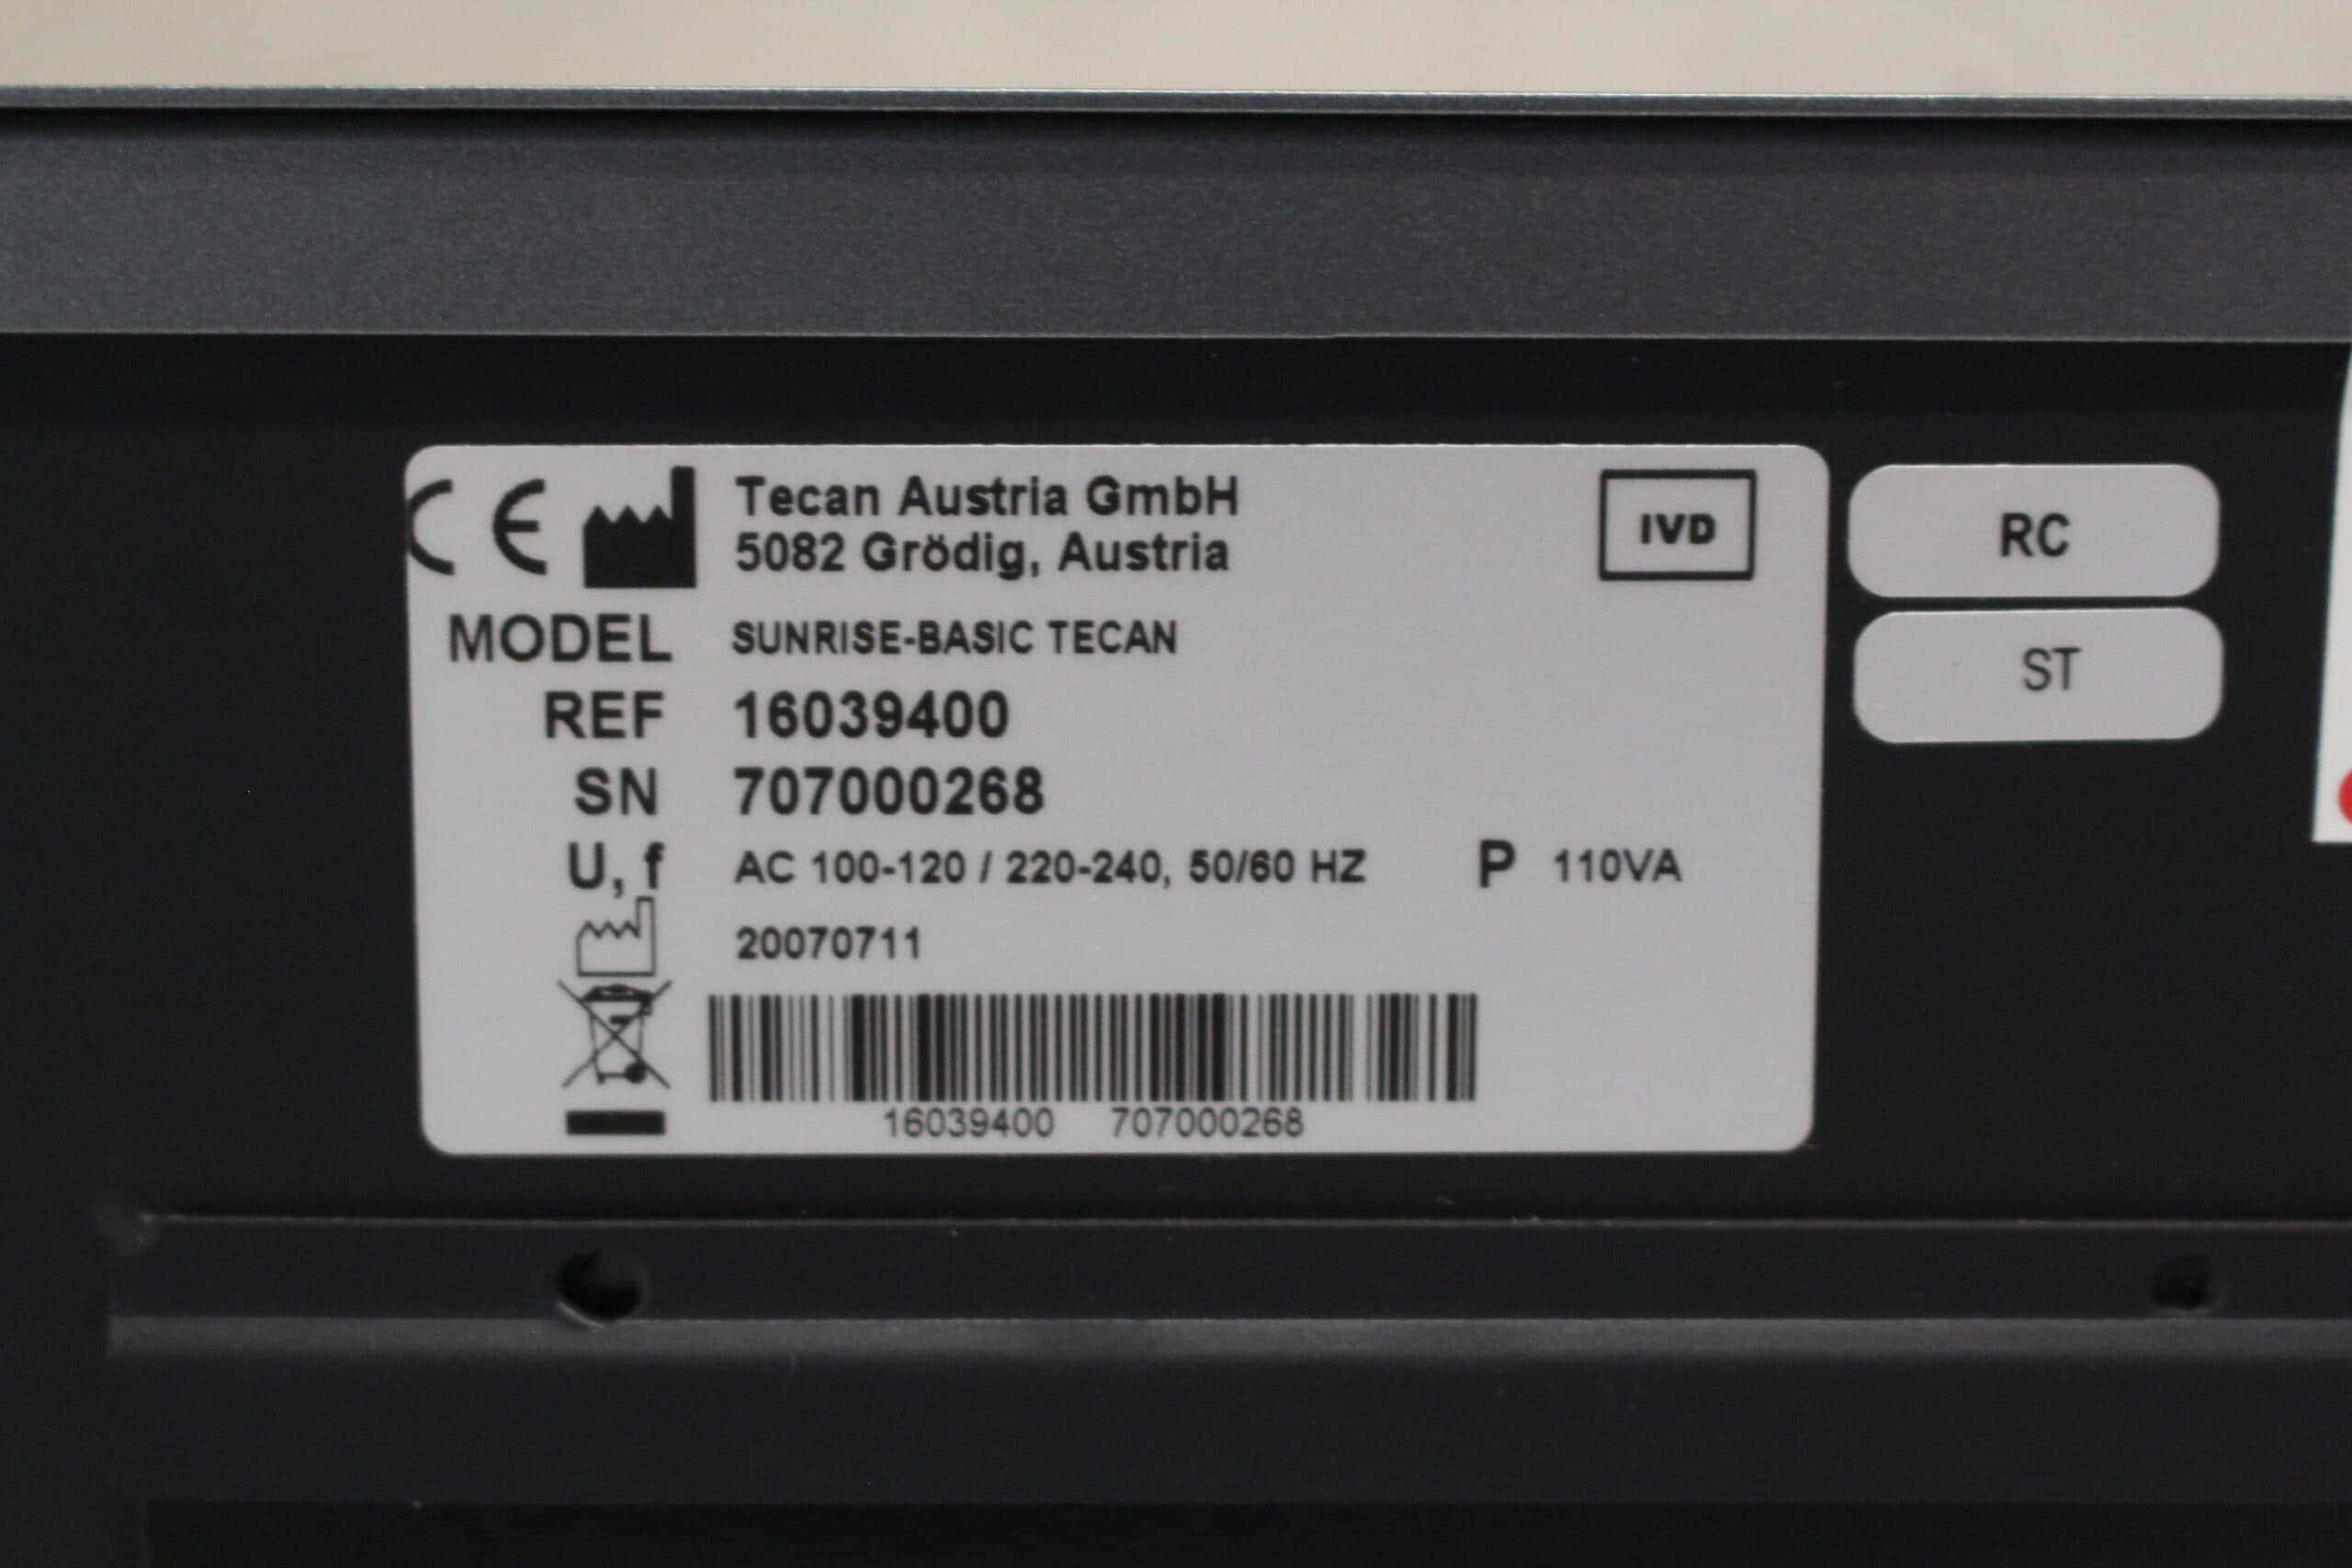 CE Tecan Austria GmbH
5082 Grödig, Austria
IVD
MODEL SUNRISE-BASIC TECAN
REF 16039400
SN 707000268
U, f AC 100-120 / 220-240, 50/60 HZ P 110VA
20070711
16039400 707000268
RC
ST